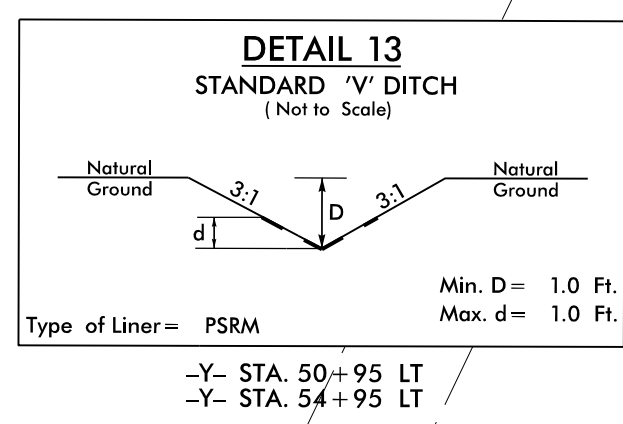 DETAIL 13
STANDARD 'V' DITCH
( Not to Scale)
Natural
Ground
3:1
D
3:1
Natural
Ground
d
Min. D = 1.0 Ft.
Max. d = 1.0 Ft.
Type of Liner = PSRM
-Y- STA. 50+95 LT
-Y- STA. 54+95 LT